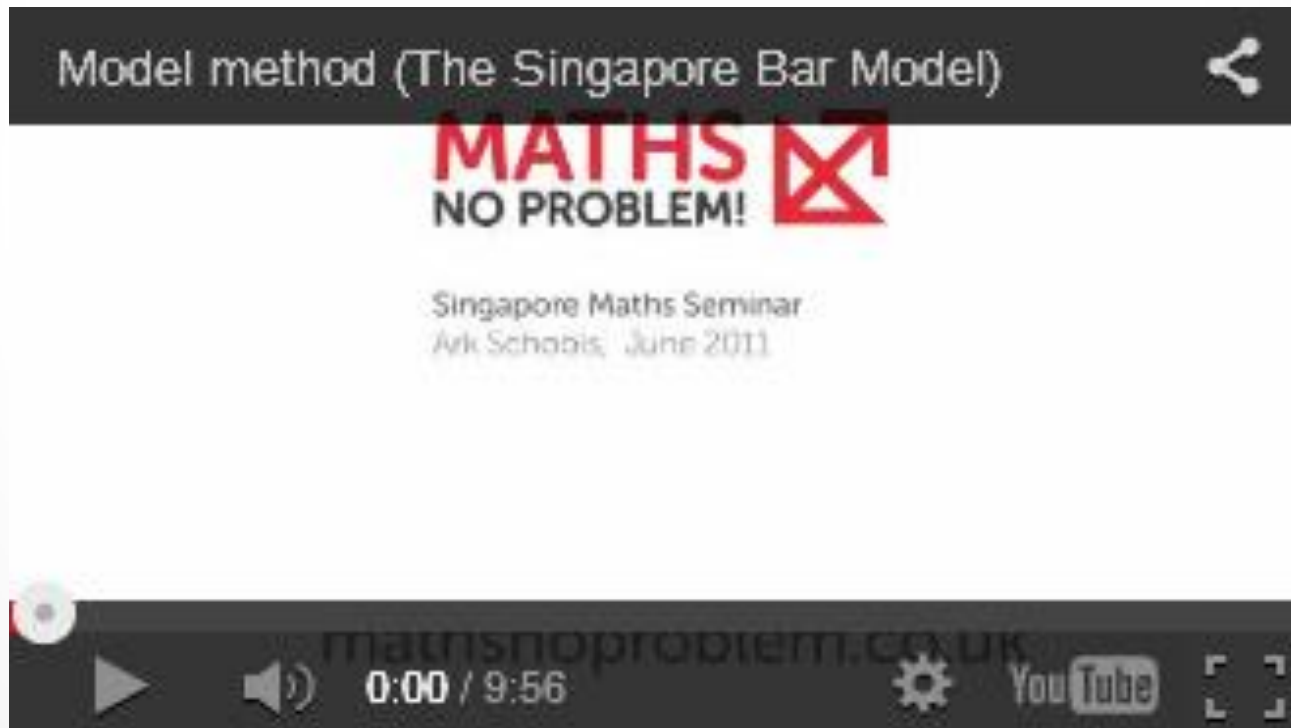 Model method (The Singapore Bar Model)
MATHS
NO PROBLEM!
Singapore Maths Seminar
Ark Schools, June 2011
mathsnoproblem.co.uk
0:00 / 9:56
YouTube